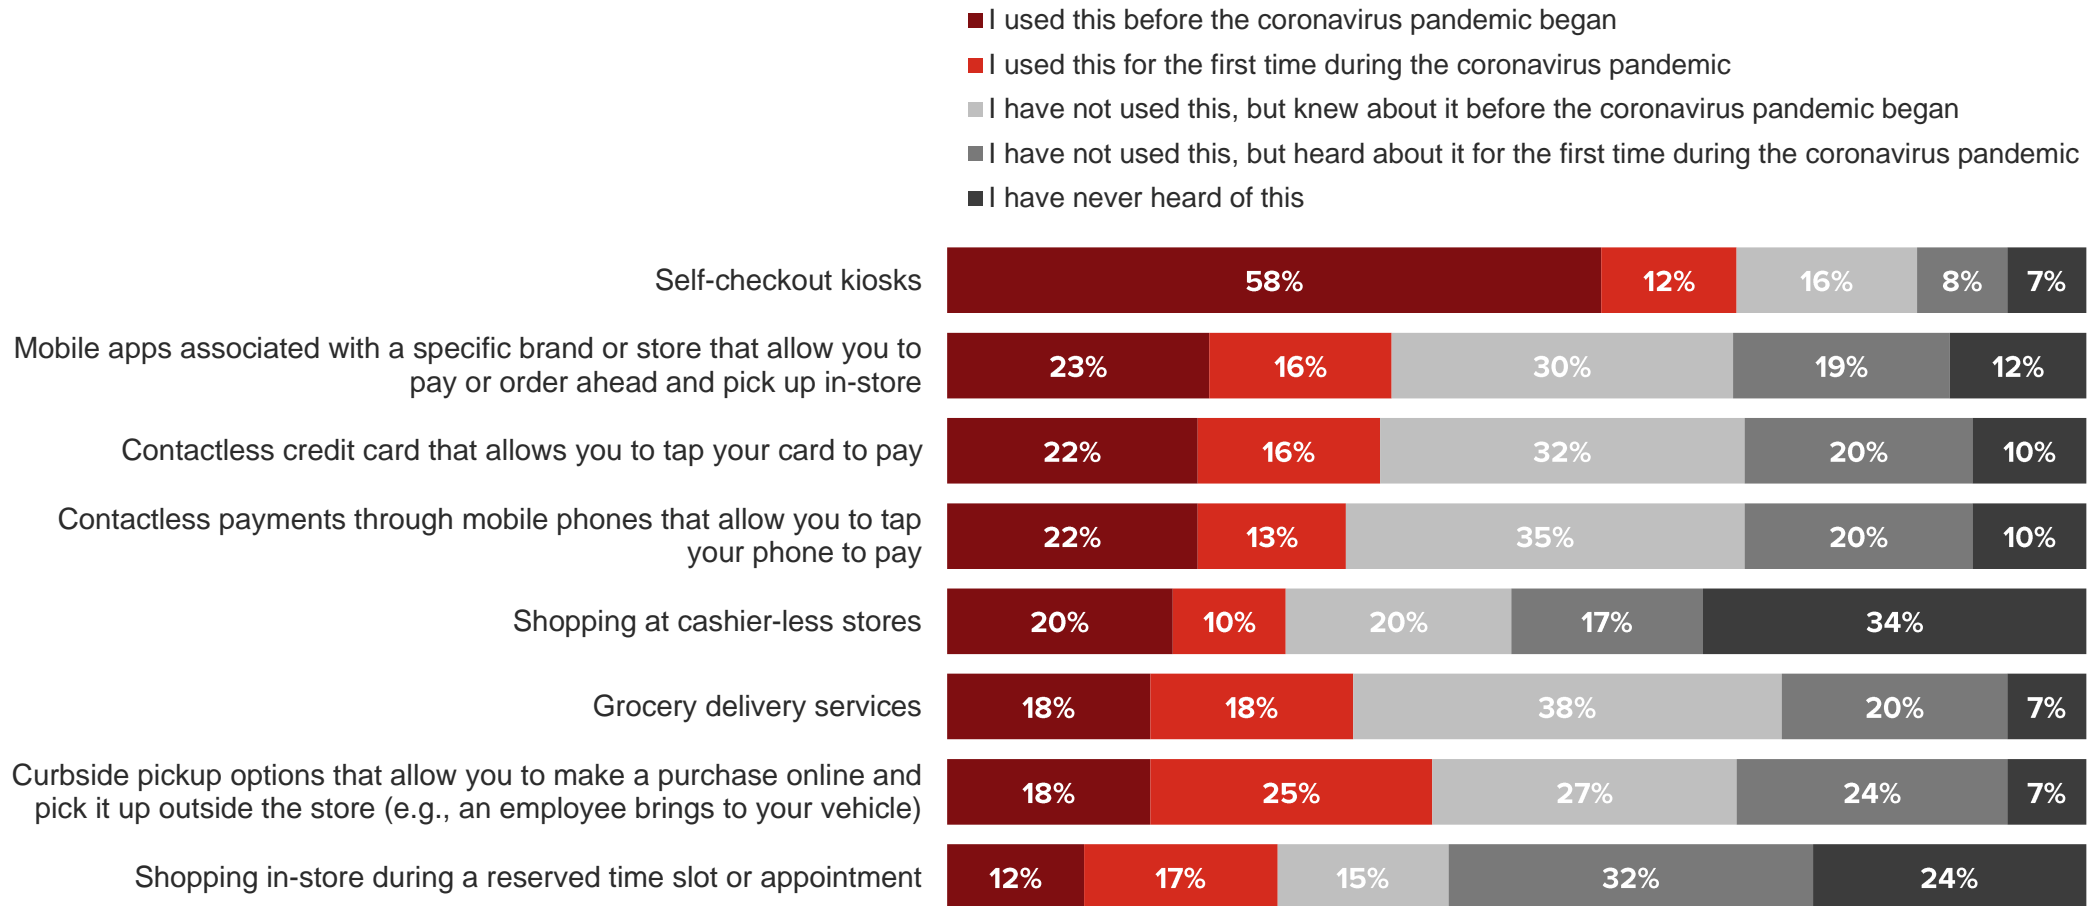 I used this before the coronavirus pandemic began
I used this for the first time during the coronavirus pandemic
I have not used this, but knew about it before the coronavirus pandemic began
I have not used this, but heard about it for the first time during the coronavirus pandemic
I have never heard of this
Self-checkout kiosks
58% 12% 16% 8% 7%
Mobile apps associated with a specific brand or store that allow you to
pay or order ahead and pick up in-store
23% 16% 30% 19% 12%
Contactless credit card that allows you to tap your card to pay
22% 16% 32% 20% 10%
Contactless payments through mobile phones that allow you to tap
your phone to pay
22% 13% 35% 20% 10%
Shopping at cashier-less stores
20% 10% 20% 17% 34%
Grocery delivery services
18% 18% 38% 20% 7%
Curbside pickup options that allow you to make a purchase online and
pick it up outside the store (e.g., an employee brings to your vehicle)
18% 25% 27% 24% 7%
Shopping in-store during a reserved time slot or appointment
12% 17% 15% 32% 24%